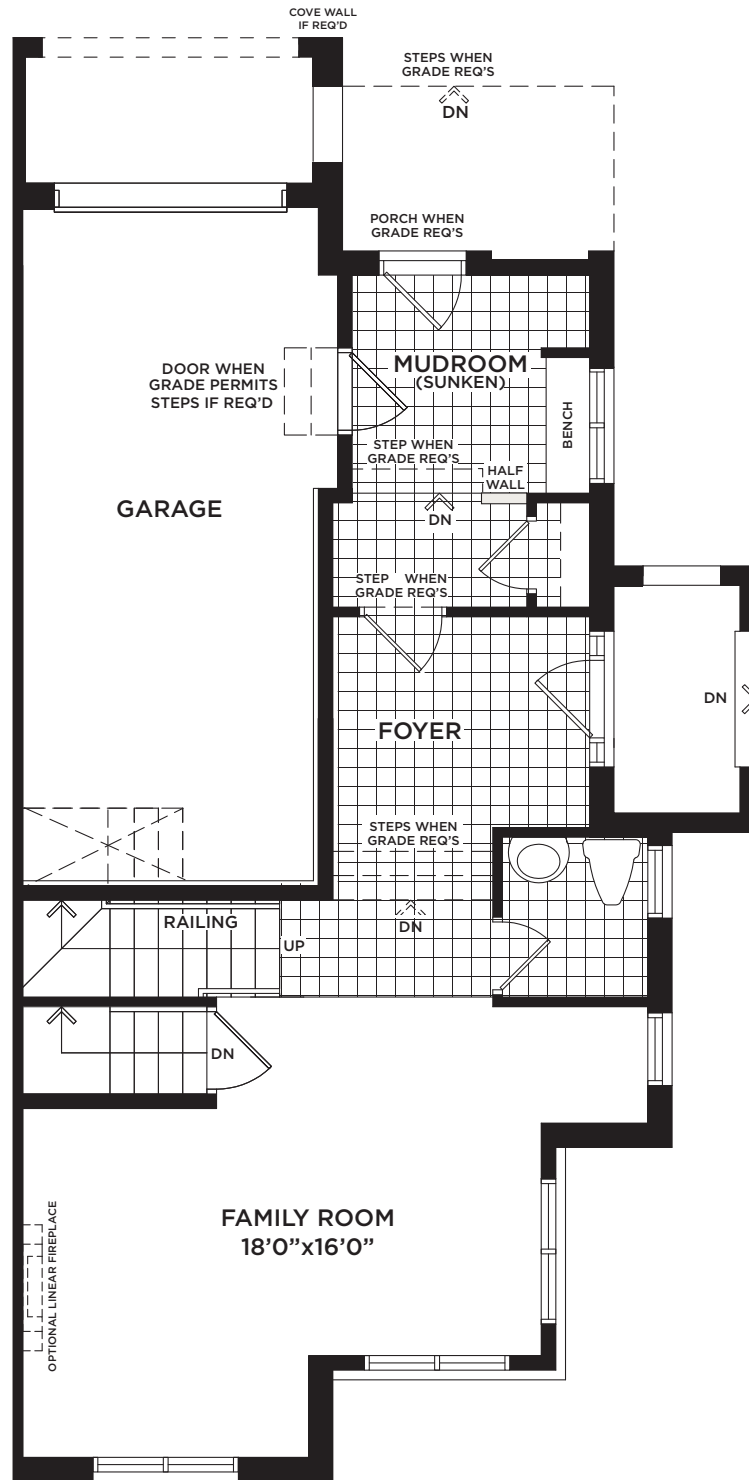 COVE WALL
IF REQ'D
STEPS WHEN
GRADE REQ'S
DN
PORCH WHEN
GRADE REQ'S
DOOR WHEN
GRADE PERMITS
STEPS IF REQ'D
MUDROOM
(SUNKEN)
BENCH
STEP WHEN
GRADE REQ'S
HALF
WALL
DN
GARAGE
STEP WHEN
GRADE REQ'S
DN
FOYER
STEPS WHEN
GRADE REQ'S
RAILING
UP
DN
DN
FAMILY ROOM
18'0”x16'0”
OPTIONAL LINEAR FIREPLACE